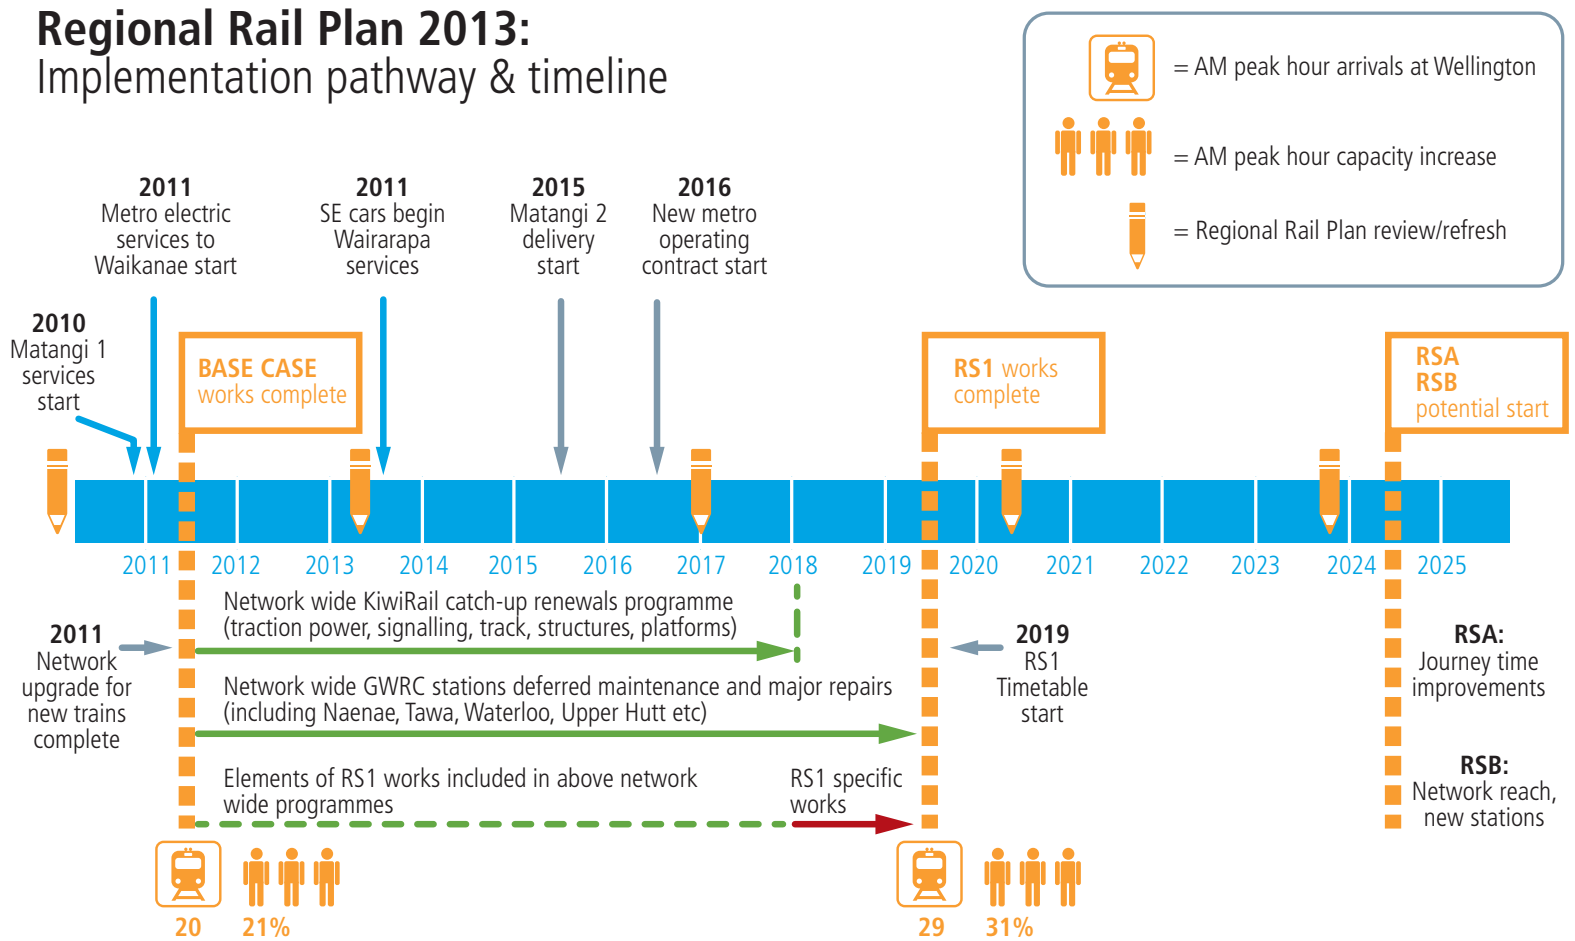 Regional Rail Plan 2013:
Implementation pathway & timeline
= AM peak hour arrivals at Wellington
= AM peak hour capacity increase
= Regional Rail Plan review/refresh
2010
Matangi 1
services
start
2011
Metro electric
services to
Waikanae start
2011
SE cars begin
Wairarapa
services
2015
Matangi 2
delivery
start
2016
New metro
operating
contract start
BASE CASE
works complete
RS1 works
complete
RSA
RSB
potential start
2011 2012 2013 2014 2015 2016 2017 2018 2019 2020 2021 2022 2023 2024 2025
2011
Network
upgrade for
new trains
complete
Network wide KiwiRail catch-up renewals programme
(traction power, signalling, track, structures, platforms)
Network wide GWRC stations deferred maintenance and major repairs
(including Naenae, Tawa, Waterloo, Upper Hutt etc)
Elements of RS1 works included in above network
wide programmes
RS1 specific
works
2019
RS1
Timetable
start
RSA:
Journey time
improvements
RSB:
Network reach,
new stations
20 21%
29 31%